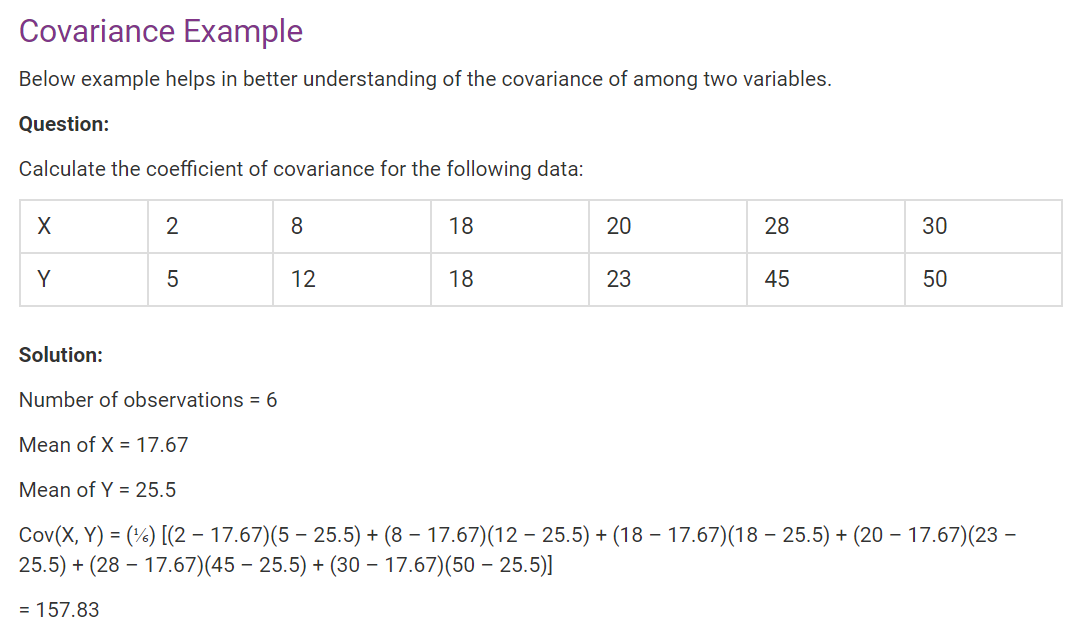 Covariance Example
Below example helps in better understanding of the covariance of among two variables.
Question:
Calculate the coefficient of covariance for the following data:
X 2 8 18 20 28 30
Y 5 12 18 23 45 50
Solution:
Number of observations = 6
Mean of X = 17.67
Mean of Y = 25.5
Cov(X, Y) = (⅙) [(2 – 17.67)(5 – 25.5) + (8 – 17.67)(12 – 25.5) + (18 – 17.67)(18 – 25.5) + (20 – 17.67)(23 –
25.5) + (28 – 17.67)(45 – 25.5) + (30 – 17.67)(50 – 25.5)]
= 157.83